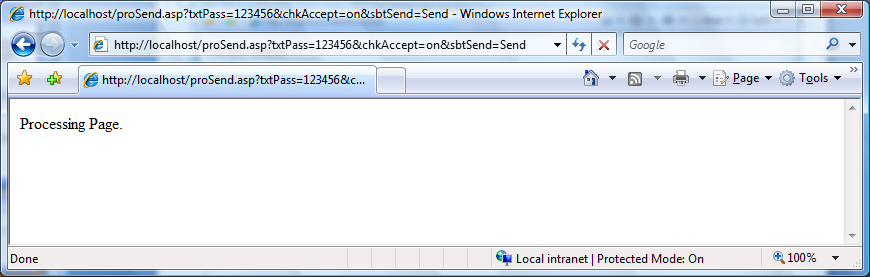 http://localhost/proSend.asp?txtPass=123456&chkAccept=on&sbtSend=Send - Windows Internet Explorer
http://localhost/proSend.asp?txtPass=123456&chkAccept=on&sbtSend=Send Google
http://localhost/proSend.asp?txtPass=123456&c... Page Tools
Processing Page.
Done Local intranet | Protected Mode: On 100%